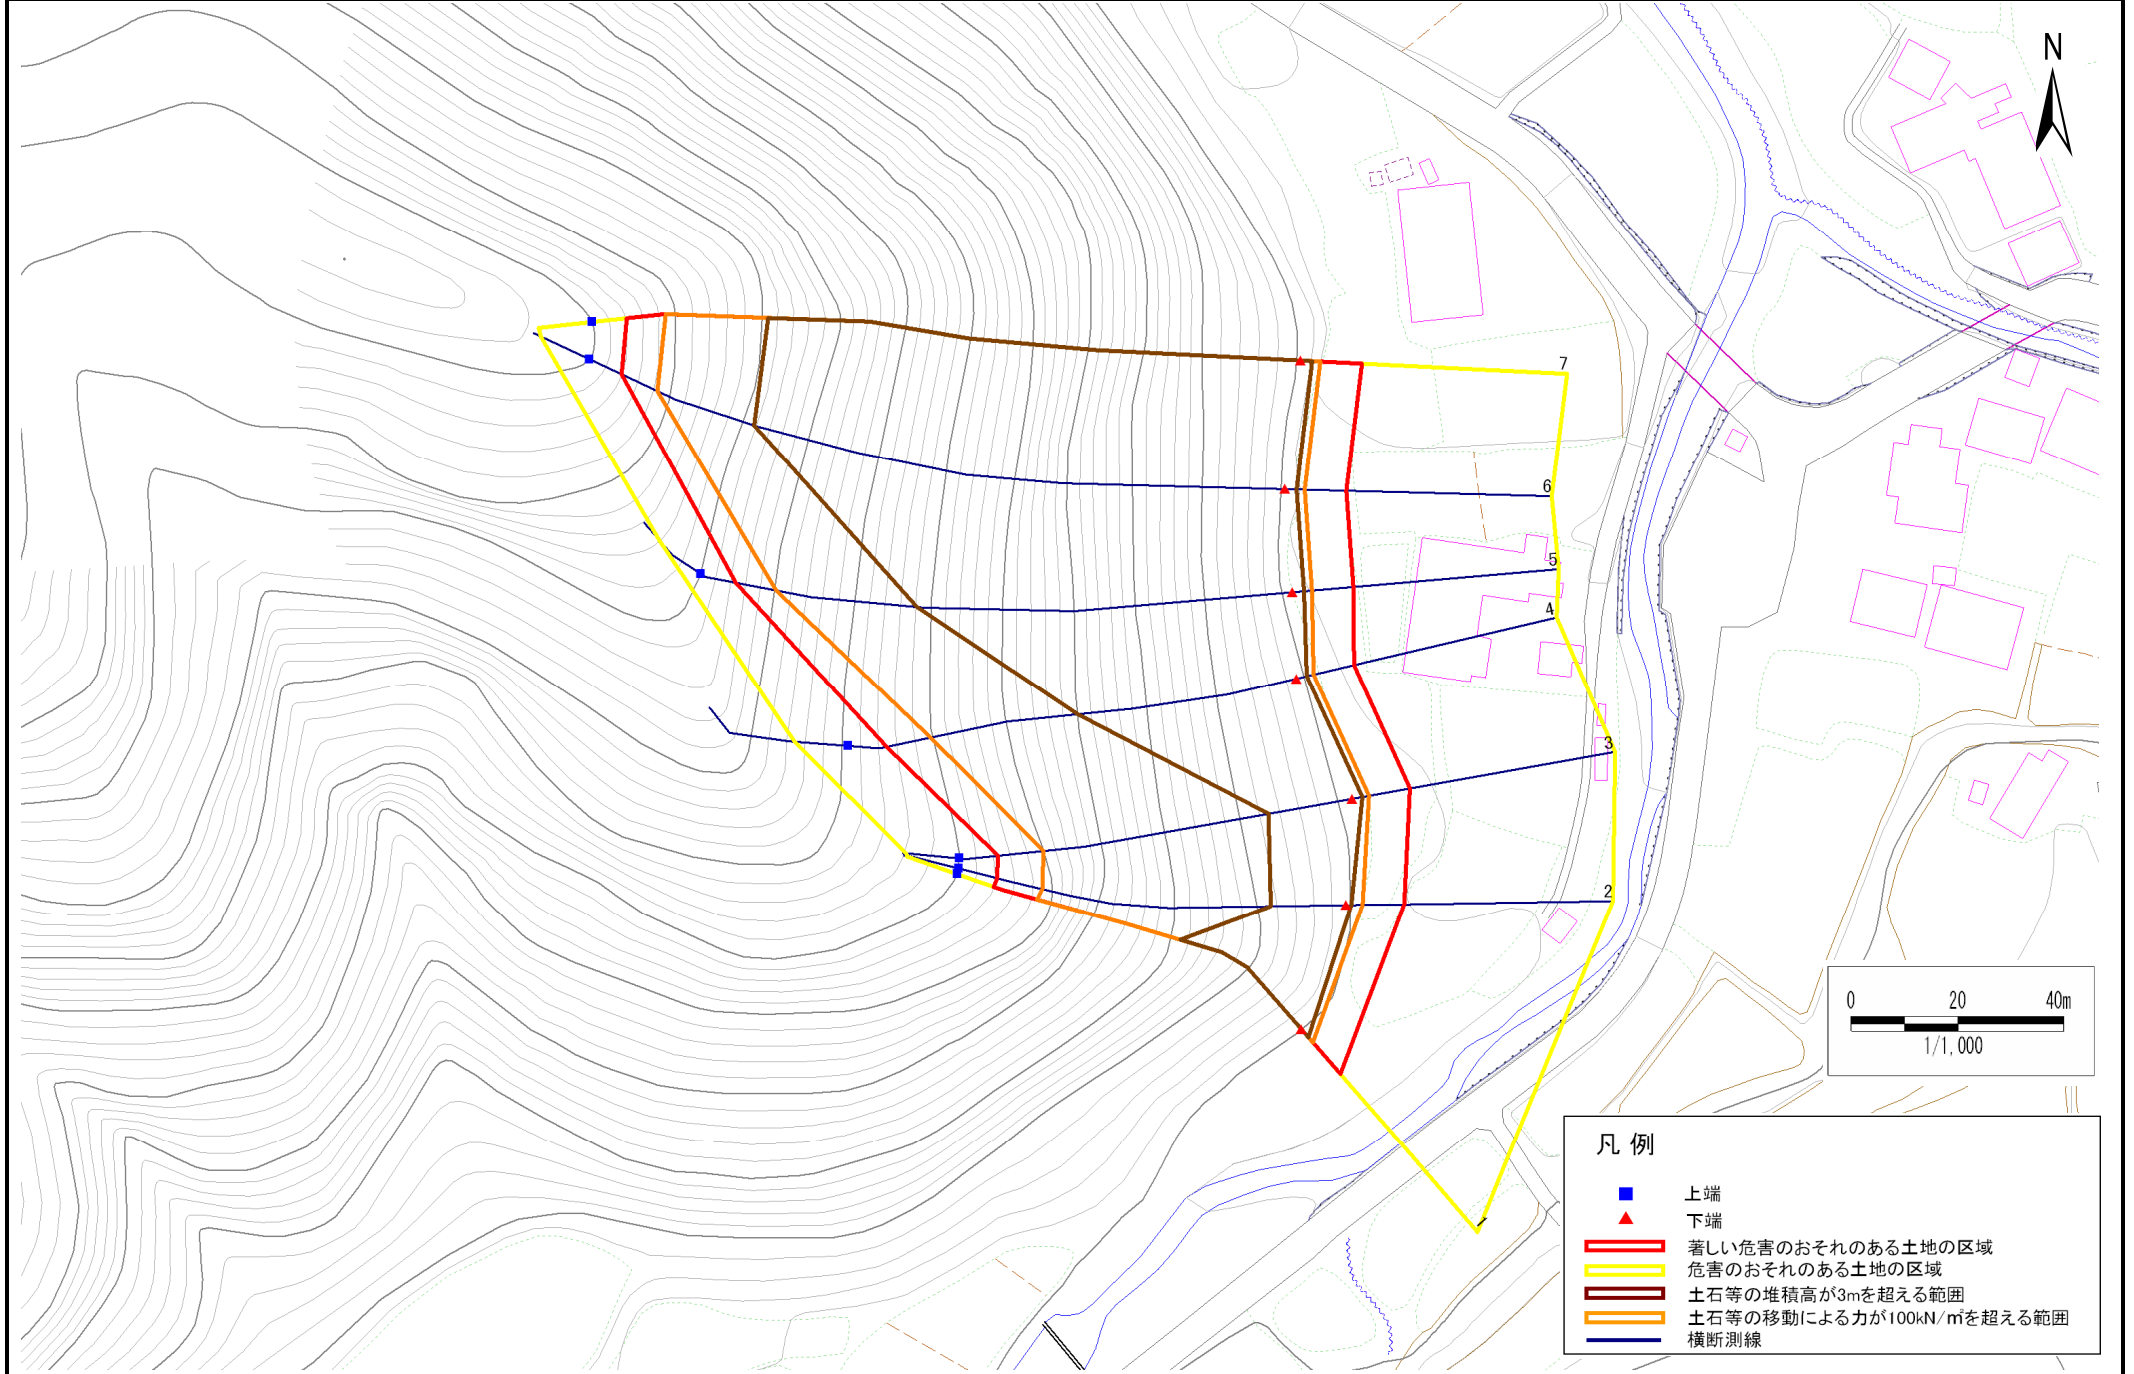 N
7
6
5
4
3
2
1
0 20 40m
1/1,000
凡 例
上端
下端
著しい危害のおそれのある土地の区域
危害のおそれのある土地の区域
土石等の堆積高が3mを超える範囲
土石等の移動による力が100kN/㎡を超える範囲
横断測線